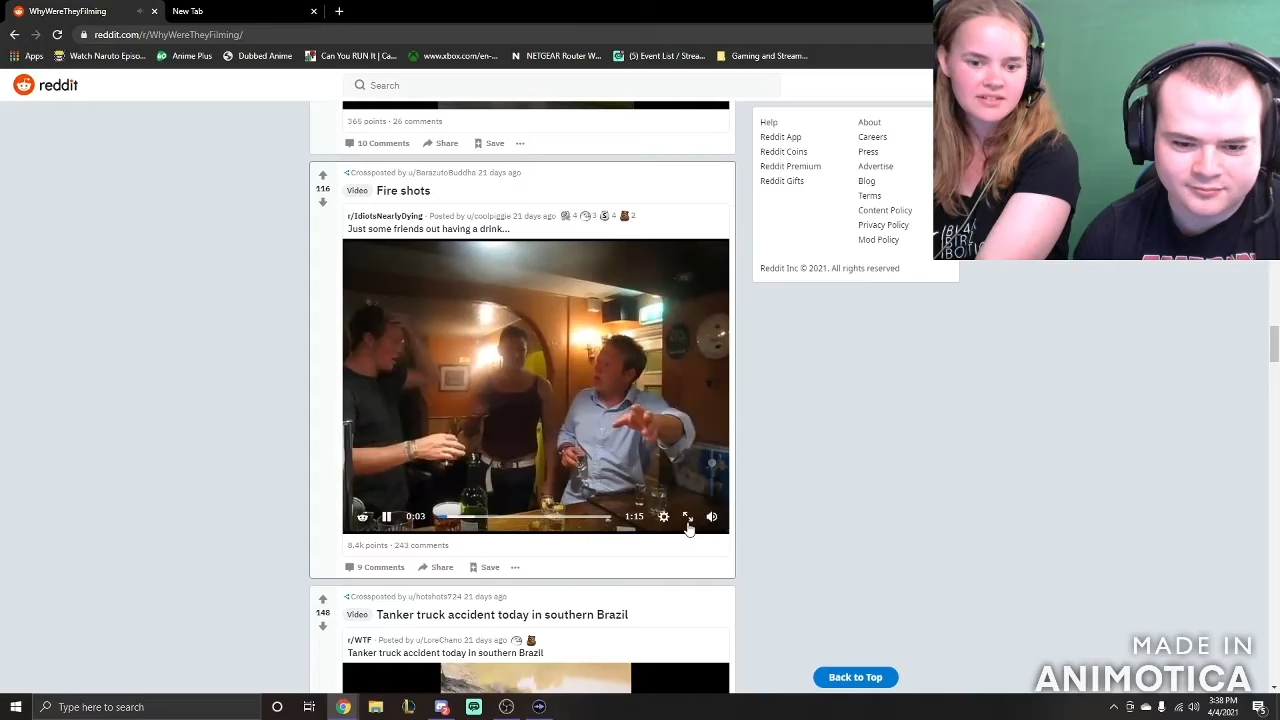 WhyWereTheyFilming
New Tab
reddit.com/r/WhyWereTheyFilming/
Apps
Watch Naruto Episo...
Anime Plus
Dubbed Anime
Can You RUN It | Ca...
www.xbox.com/en-...
NETGEAR Router W...
(5) Event List / Strea...
Gaming and Stream...
reddit
Search
365 points · 26 comments
10 Comments
Share
Save
Crossposted by u/BarazutoBuddha 21 days ago
116
Video
Fire shots
r/IdiotsNearlyDying · Posted by u/coolpiggie 21 days ago 4 3 4 2
Just some friends out having a drink...
0:03
1:15
8.4k points · 243 comments
9 Comments
Share
Save
Crossposted by u/hotshots724 21 days ago
148
Video
Tanker truck accident today in southern Brazil
r/WTF · Posted by u/LoreChano 21 days ago
Tanker truck accident today in southern Brazil
Help
About
Reddit App
Careers
Reddit Coins
Press
Reddit Premium
Advertise
Reddit Gifts
Blog
Terms
Content Policy
Privacy Policy
Mod Policy
Reddit Inc © 2021. All rights reserved
Back to Top
MADE IN
ANIMOTICA
Type here to search
3:38 PM
4/4/2021